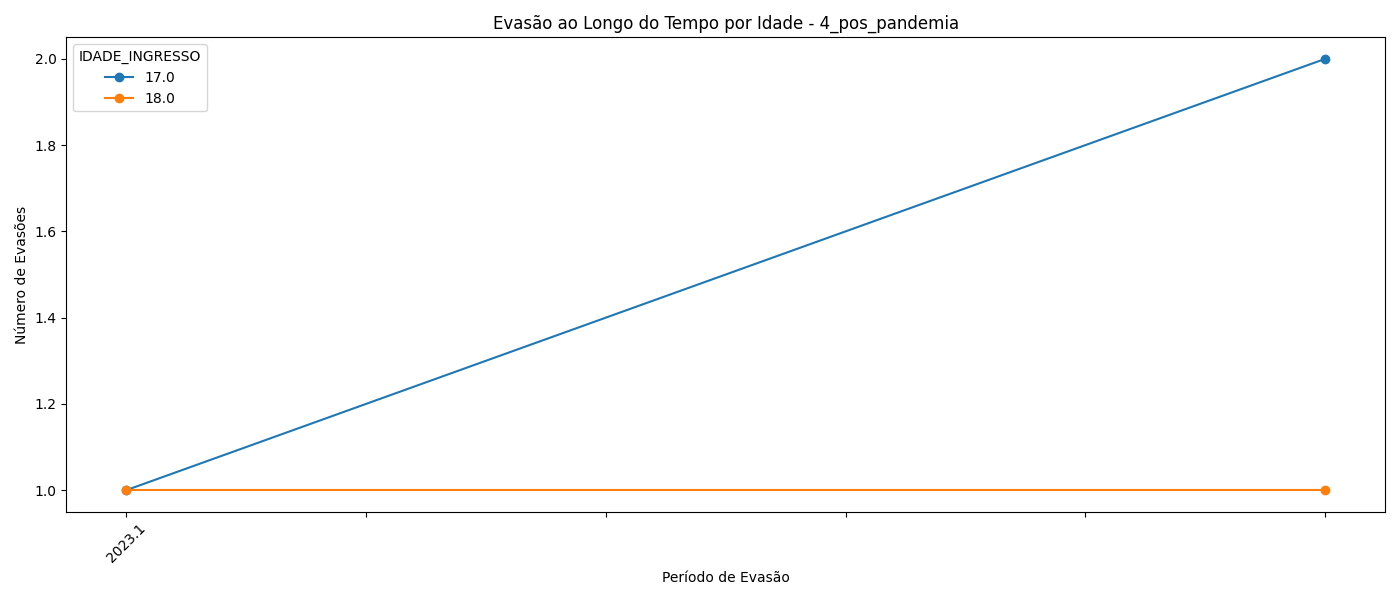 Evasão ao Longo do Tempo por Idade - 4_pos_pandemia
IDADE_INGRESSO
17.0
18.0
2.0
1.8
1.6
1.4
1.2
1.0
Número de Evasões
2023.1
Período de Evasão